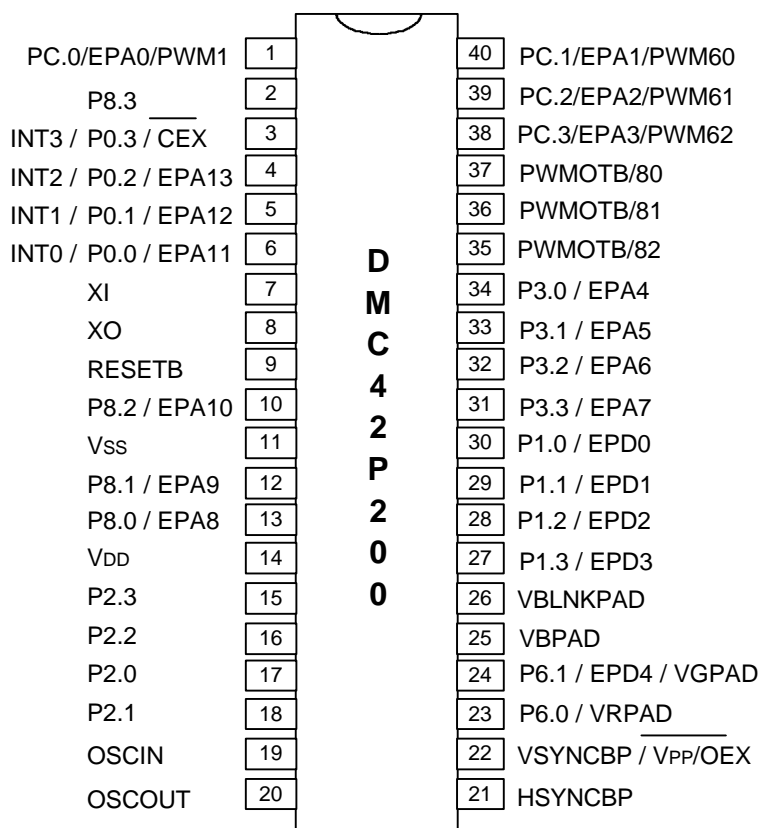 PC.0/EPA0/PWM1 1 40 PC.1/EPA1/PWM60
P8.3 2 39 PC.2/EPA2/PWM61
INT3 / P0.3 / CEX 3 38 PC.3/EPA3/PWM62
INT2 / P0.2 / EPA13 4 37 PWMOTB/80
INT1 / P0.1 / EPA12 5 36 PWMOTB/81
INT0 / P0.0 / EPA11 6 35 PWMOTB/82
XI 7 34 P3.0 / EPA4
XO 8 33 P3.1 / EPA5
RESETB 9 32 P3.2 / EPA6
P8.2 / EPA10 10 31 P3.3 / EPA7
VSS 11 30 P1.0 / EPD0
P8.1 / EPA9 12 29 P1.1 / EPD1
P8.0 / EPA8 13 28 P1.2 / EPD2
VDD 14 27 P1.3 / EPD3
P2.3 15 26 VBLNKPAD
P2.2 16 25 VBPAD
P2.0 17 24 P6.1 / EPD4 / VGPAD
P2.1 18 23 P6.0 / VRPAD
OSCIN 19 22 VSYNCBP / VPP/OEX
OSCOUT 20 21 HSYNCBP
DMC42P200